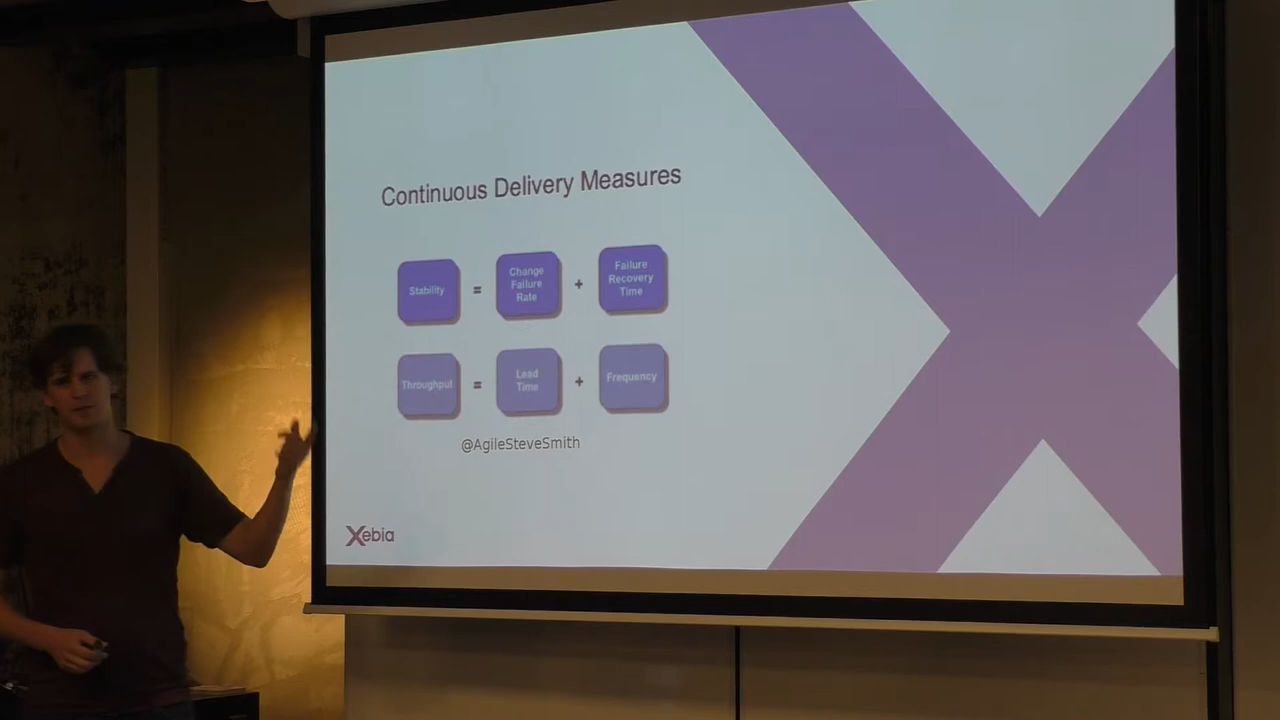 Continuous Delivery Measures
Stability
=
Change
Failure
Rate
+
Failure
Recovery
Time
Throughput
=
Lead
Time
+
Frequency
@AgileSteveSmith
Xebia